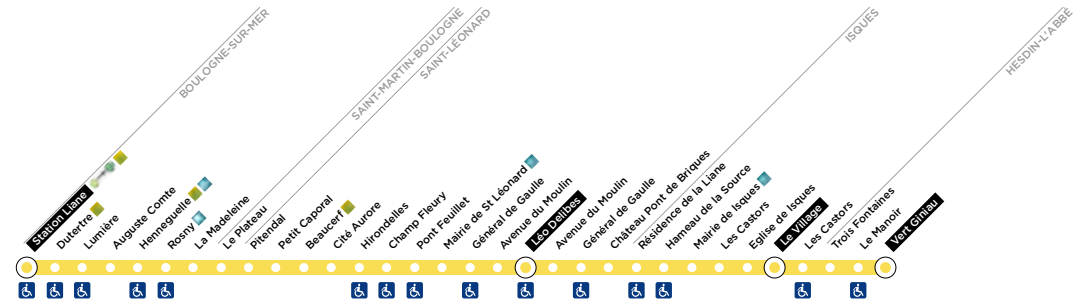 BOULOGNE-SUR-MER
SAINT-MARTIN-BOULOGNE
SAINT-LÉONARD
ISQUES
HESDIN-L'ABBÉ
Station Liane
Dutertre
Lumière
Auguste Comte
Henneguelle
Rosny
La Madeleine
Le Plateau
Pitendal
Petit Caporal
Beaucerf
Cité Aurore
Hirondelles
Champ Fleury
Pont Feuillet
Mairie de St Léonard
Général de Gaulle
Avenue du Moulin
Léo Delibes
Avenue du Moulin
Général de Gaulle
Château Pont de Briques
Résidence de la Liane
Hameau de la Source
Mairie de Isques
Les Castors
Eglise de Isques
Le Village
Les Castors
Trois Fontaines
Le Manoir
Vert Giniau